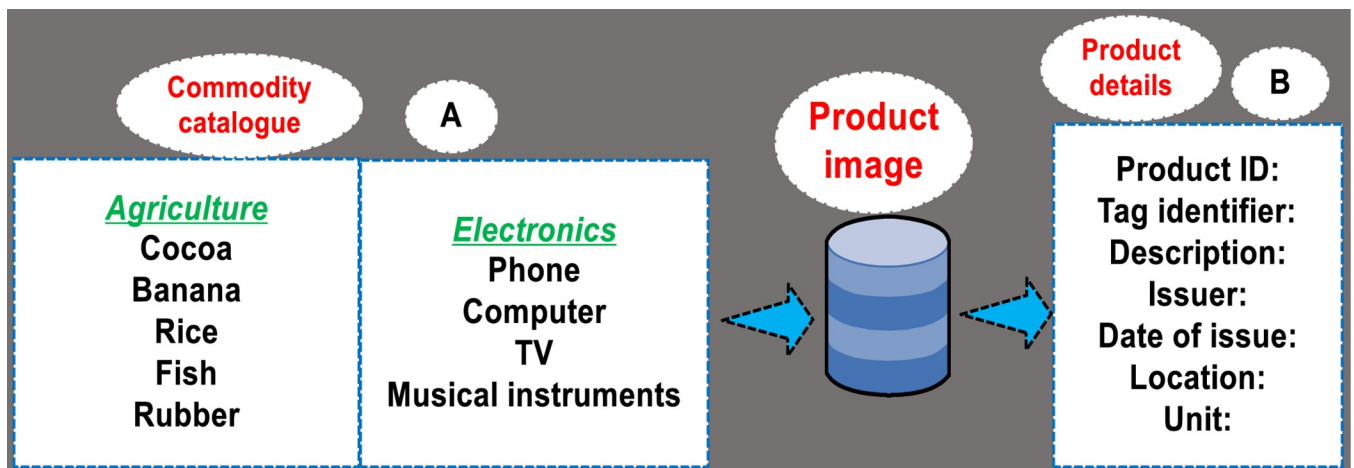 Commodity
catalogue
A
Agriculture
Cocoa
Banana
Rice
Fish
Rubber
Electronics
Phone
Computer
TV
Musical instruments
Product
image
Product
details
B
Product ID:
Tag identifier:
Description:
Issuer:
Date of issue:
Location:
Unit: